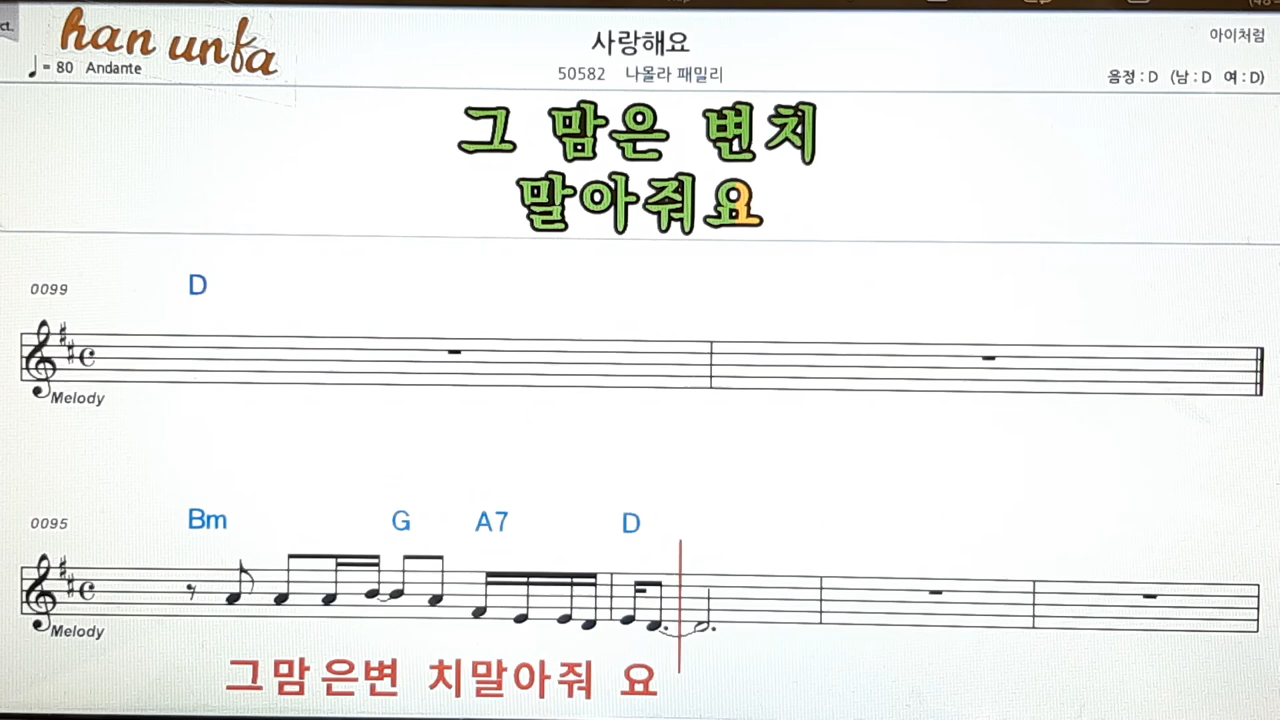 ct.
han unfa
♩= 80 Andante
사랑해요
50582 나올라 패밀리
아이처럼
음정 : D (남 : D 여 : D)
그 맘은 변치
말아줘요
0099
D
Melody
0095
Bm G A7 D
Melody
그맘은변 치말아줘 요